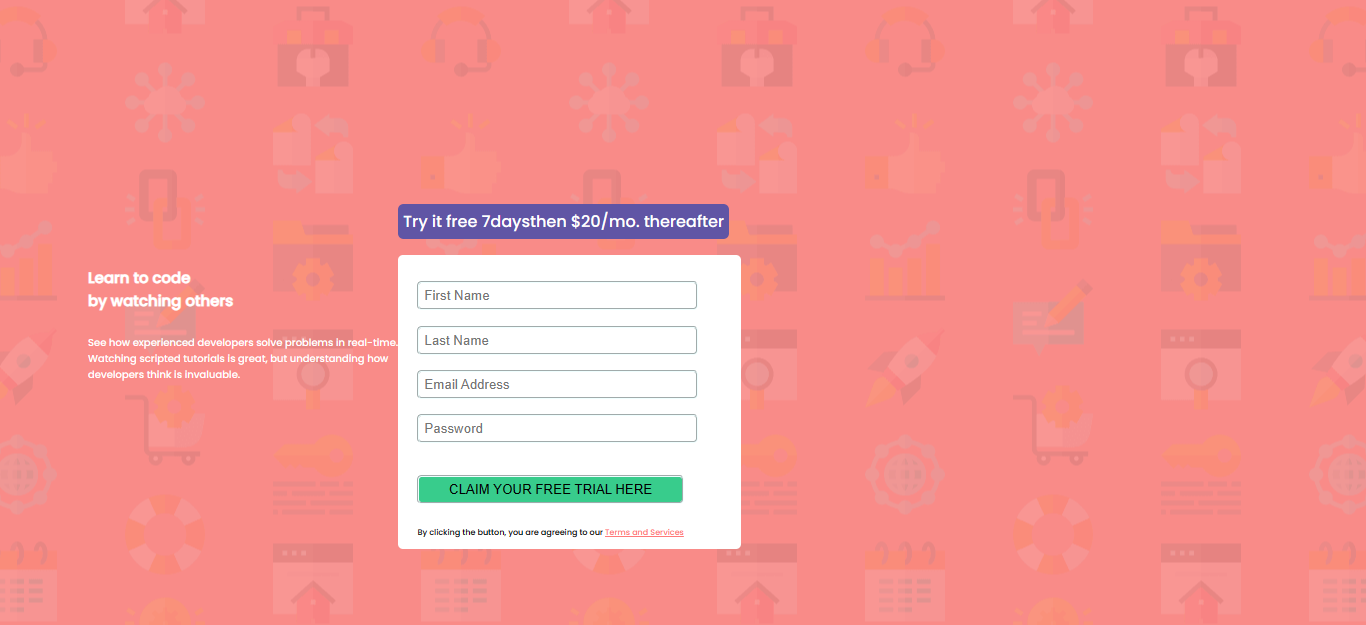 Learn to code
by watching others
See how experienced developers solve problems in real-time.
Watching scripted tutorials is great, but understanding how
developers think is invaluable.
Try it free 7daysthen $20/mo. thereafter
First Name
Last Name
Email Address
Password
CLAIM YOUR FREE TRIAL HERE
By clicking the button, you are agreeing to our Terms and Services